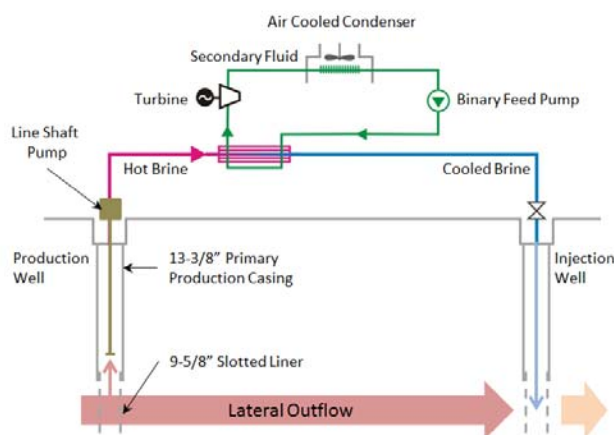 Air Cooled Condenser
Secondary Fluid
Turbine
Binary Feed Pump
Line Shaft
Pump
Hot Brine
Cooled Brine
Production
Well
13-3/8" Primary
Production Casing
Injection
Well
9-5/8" Slotted Liner
Lateral Outflow